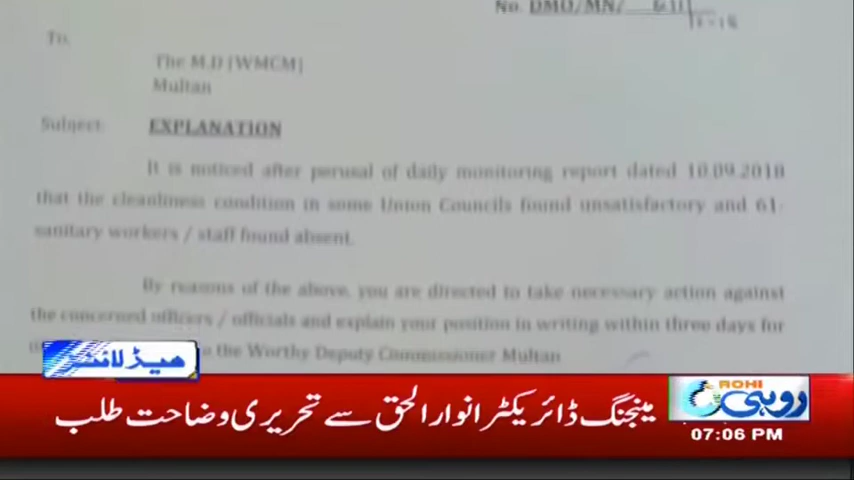 No. DMO/MN/
To,
The M.D (WMCM)
Multan
Subject: EXPLANATION
It is noticed after perusal of daily monitoring report dated 10.09.2018
that the cleanliness condition in some Union Councils found unsatisfactory and 61-
sanitary workers / staff found absent.
By reasons of the above, you are directed to take necessary action against
the concerned officers / officials and explain your position in writing within three days for
the Worthy Deputy Commissioner Multan
ہیڈلائنز
مینجنگ ڈائریکٹر انوارالحق سے تحریری وضاحت طلب
ROHI
روہی
07:06 PM